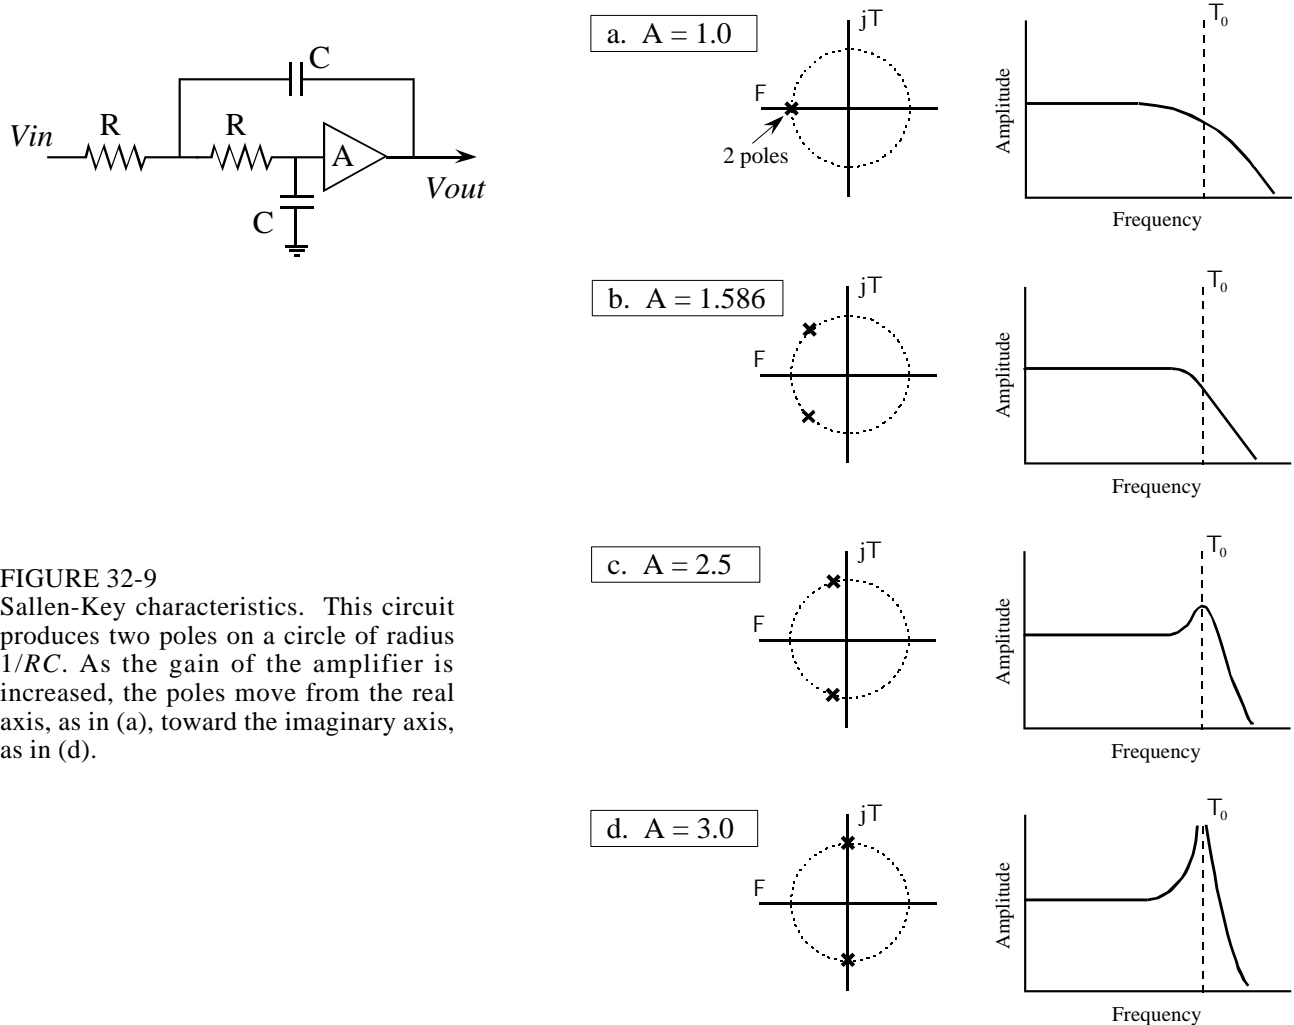 C
R
R
Vin
A
C
Vout
a. A = 1.0
jT
F
2 poles
T0
Amplitude
Frequency
b. A = 1.586
jT
F
T0
Amplitude
Frequency
c. A = 2.5
jT
F
T0
Amplitude
Frequency
d. A = 3.0
jT
F
T0
Amplitude
Frequency
FIGURE 32-9
Sallen-Key characteristics. This circuit
produces two poles on a circle of radius
1/RC. As the gain of the amplifier is
increased, the poles move from the real
axis, as in (a), toward the imaginary axis,
as in (d).